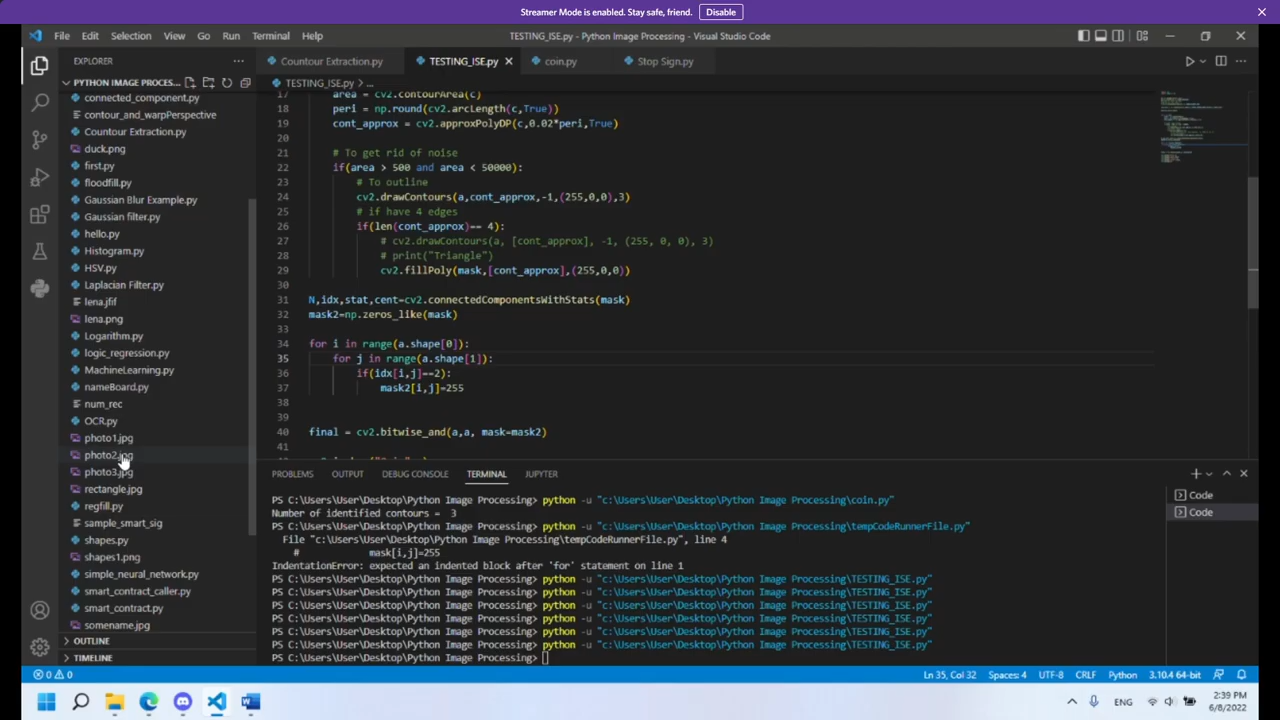 Streamer Mode is enabled. Stay safe, friend. Disable
File Edit Selection View Go Run Terminal Help
TESTING_ISE.py - Python Image Processing - Visual Studio Code
EXPLORER
Countour Extraction.py
TESTING_ISE.py
coin.py
Stop Sign.py
PYTHON IMAGE PROCES...
TESTING_ISE.py > ...
connected_component.py
contour_and_warpPerspective
Countour Extraction.py
duck.png
first.py
floodfill.py
Gaussian Blur Example.py
Gaussian filter.py
hello.py
Histogram.py
HSV.py
Laplacian Filter.py
lena.jfif
lena.png
Logarithm.py
logic_regression.py
MachineLearning.py
nameBoard.py
num_rec
OCR.py
photo1.jpg
photo2.jpg
photo3.jpg
rectangle.jpg
regfill.py
sample_smart_sig
shapes.py
shapes1.png
simple_neural_network.py
smart_contract_caller.py
smart_contract.py
somename.jpg
OUTLINE
TIMELINE
17 area = cv2.contourArea(c)
18 peri = np.round(cv2.arcLength(c,True))
19 cont_approx = cv2.approxPolyDP(c,0.02*peri,True)
20
21 # To get rid of noise
22 if(area > 500 and area < 50000):
23 # To outline
24 cv2.drawContours(a,cont_approx,-1,(255,0,0),3)
25 # if have 4 edges
26 if(len(cont_approx)== 4):
27 # cv2.drawContours(a, [cont_approx], -1, (255, 0, 0), 3)
28 # print("Triangle")
29 cv2.fillPoly(mask,[cont_approx],(255,0,0))
30
31 N,idx,stat,cent=cv2.connectedComponentsWithStats(mask)
32 mask2=np.zeros_like(mask)
33
34 for i in range(a.shape[0]):
35 for j in range(a.shape[1]):
36 if(idx[i,j]==2):
37 mask2[i,j]=255
38
39
40 final = cv2.bitwise_and(a,a, mask=mask2)
41
PROBLEMS OUTPUT DEBUG CONSOLE TERMINAL JUPYTER
PS C:\Users\User\Desktop\Python Image Processing> python -u "c:\Users\User\Desktop\Python Image Processing\coin.py"
Number of identified contours = 3
PS C:\Users\User\Desktop\Python Image Processing> python -u "c:\Users\User\Desktop\Python Image Processing\tempCodeRunnerFile.py"
File "c:\Users\User\Desktop\Python Image Processing\tempCodeRunnerFile.py", line 4
# mask[i,j]=255
IndentationError: expected an indented block after 'for' statement on line 1
PS C:\Users\User\Desktop\Python Image Processing> python -u "c:\Users\User\Desktop\Python Image Processing\TESTING_ISE.py"
PS C:\Users\User\Desktop\Python Image Processing> python -u "c:\Users\User\Desktop\Python Image Processing\TESTING_ISE.py"
PS C:\Users\User\Desktop\Python Image Processing> python -u "c:\Users\User\Desktop\Python Image Processing\TESTING_ISE.py"
PS C:\Users\User\Desktop\Python Image Processing> python -u "c:\Users\User\Desktop\Python Image Processing\TESTING_ISE.py"
PS C:\Users\User\Desktop\Python Image Processing> python -u "c:\Users\User\Desktop\Python Image Processing\TESTING_ISE.py"
PS C:\Users\User\Desktop\Python Image Processing> python -u "c:\Users\User\Desktop\Python Image Processing\TESTING_ISE.py"
PS C:\Users\User\Desktop\Python Image Processing>
Code
Code
0 0
Ln 35, Col 32 Spaces: 4 UTF-8 CRLF Python 3.10.4 64-bit
ENG
2:39 PM
6/8/2022